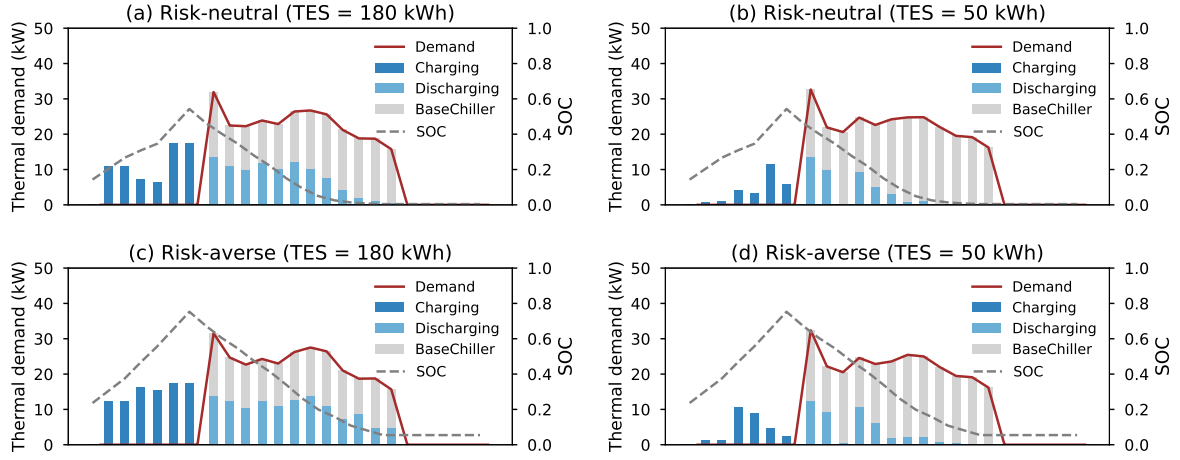 (a) Risk-neutral (TES = 180 kWh)
Thermal demand (kW)
50
40
30
20
10
0
1.0
0.8
0.6
0.4
0.2
0.0
SOC
Demand
Charging
Discharging
BaseChiller
SOC
(b) Risk-neutral (TES = 50 kWh)
Thermal demand (kW)
50
40
30
20
10
0
1.0
0.8
0.6
0.4
0.2
0.0
SOC
Demand
Charging
Discharging
BaseChiller
SOC
(c) Risk-averse (TES = 180 kWh)
Thermal demand (kW)
50
40
30
20
10
0
1.0
0.8
0.6
0.4
0.2
0.0
SOC
Demand
Charging
Discharging
BaseChiller
SOC
(d) Risk-averse (TES = 50 kWh)
Thermal demand (kW)
50
40
30
20
10
0
1.0
0.8
0.6
0.4
0.2
0.0
SOC
Demand
Charging
Discharging
BaseChiller
SOC